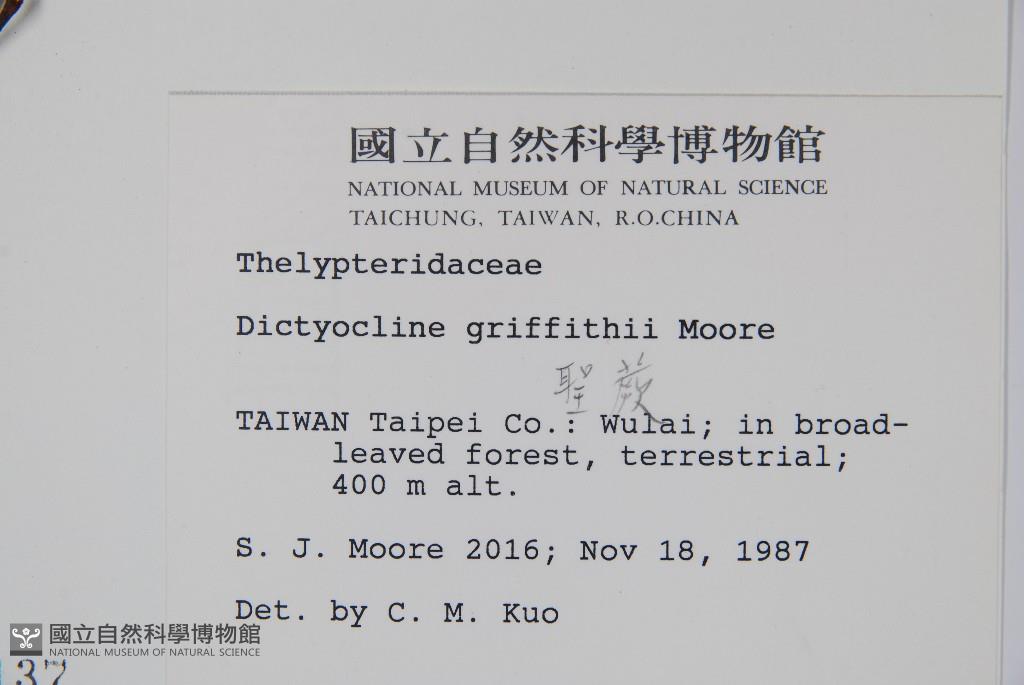 國立自然科學博物館
NATIONAL MUSEUM OF NATURAL SCIENCE
TAICHUNG, TAIWAN, R.O.CHINA
Thelypteridaceae
Dictyocline griffithii Moore
聖蕨
TAIWAN Taipei Co.: Wulai; in broad-
leaved forest, terrestrial;
400 m alt.
S. J. Moore 2016; Nov 18, 1987
Det. by C. M. Kuo
國立自然科學博物館
NATIONAL MUSEUM OF NATURAL SCIENCE
37